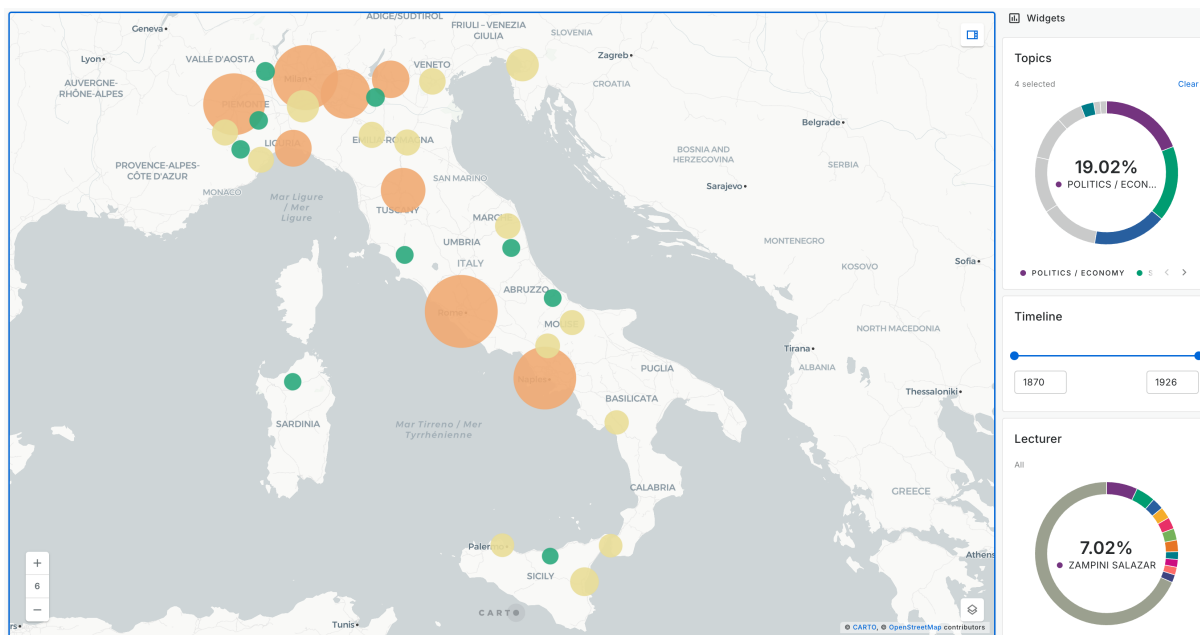 ADIGE/SÜDTIROL
FRIULI – VENEZIA
GIULIA
Geneva
SLOVENIA
Zagreb
Lyon
VALLE D'AOSTA
VENETO
Milan
CROATIA
AUVERGNE-
RHÔNE-ALPES
PIEMONTE
Belgrade
LIGURIA
EMILIA-ROMAGNA
BOSNIA AND
HERZEGOVINA
SERBIA
PROVENCE-ALPES-
CÔTE D'AZUR
SAN MARINO
Sarajevo
MONACO
Mar Ligure
/ Mer
Ligure
TUSCANY
MARCHE
UMBRIA
MONTENEGRO
ITALY
KOSOVO
Sofia
ABRUZZO
Rome
MOLISE
NORTH MACEDONIA
Tirana
ALBANIA
PUGLIA
Naples
BASILICATA
Thessaloniki
SARDINIA
Mar Tirreno / Mer
Tyrrhénienne
CALABRIA
GREECE
Palermo
SICILY
Athens
Tunis
rs
+
6
−
CARTO
© CARTO, © OpenStreetMap contributors
Widgets
Topics
4 selected
Clear
19.02%
POLITICS / ECON...
POLITICS / ECONOMY
Timeline
1870
1926
Lecturer
All
7.02%
ZAMPINI SALAZAR